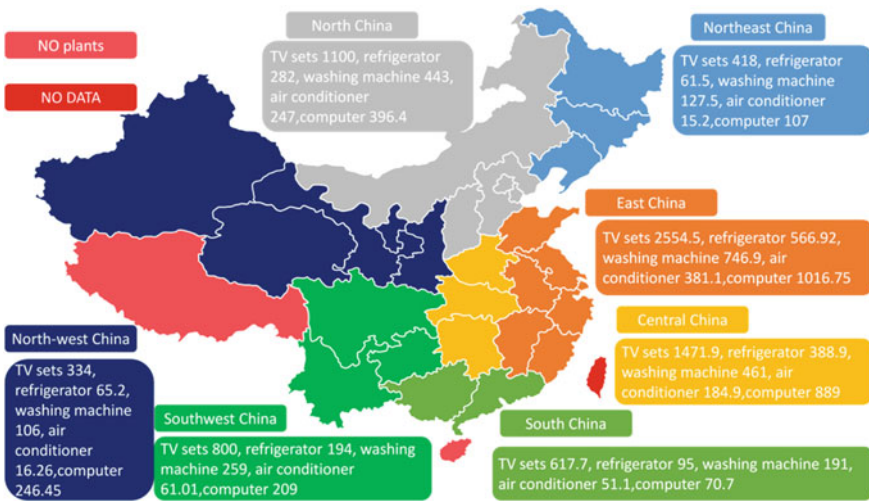 NO plants
NO DATA
North China
TV sets 1100, refrigerator
282, washing machine 443,
air conditioner
247,computer 396.4
Northeast China
TV sets 418, refrigerator
61.5, washing machine
127.5, air conditioner
15.2,computer 107
East China
TV sets 2554.5, refrigerator 566.92,
washing machine 746.9, air
conditioner 381.1,computer 1016.75
Central China
TV sets 1471.9, refrigerator 388.9,
washing machine 461, air
conditioner 184.9,computer 889
North-west China
TV sets 334,
refrigerator 65.2,
washing machine
106, air
conditioner
16.26,computer
246.45
Southwest China
TV sets 800, refrigerator 194, washing
machine 259, air conditioner
61.01,computer 209
South China
TV sets 617.7, refrigerator 95, washing machine 191,
air conditioner 51.1,computer 70.7